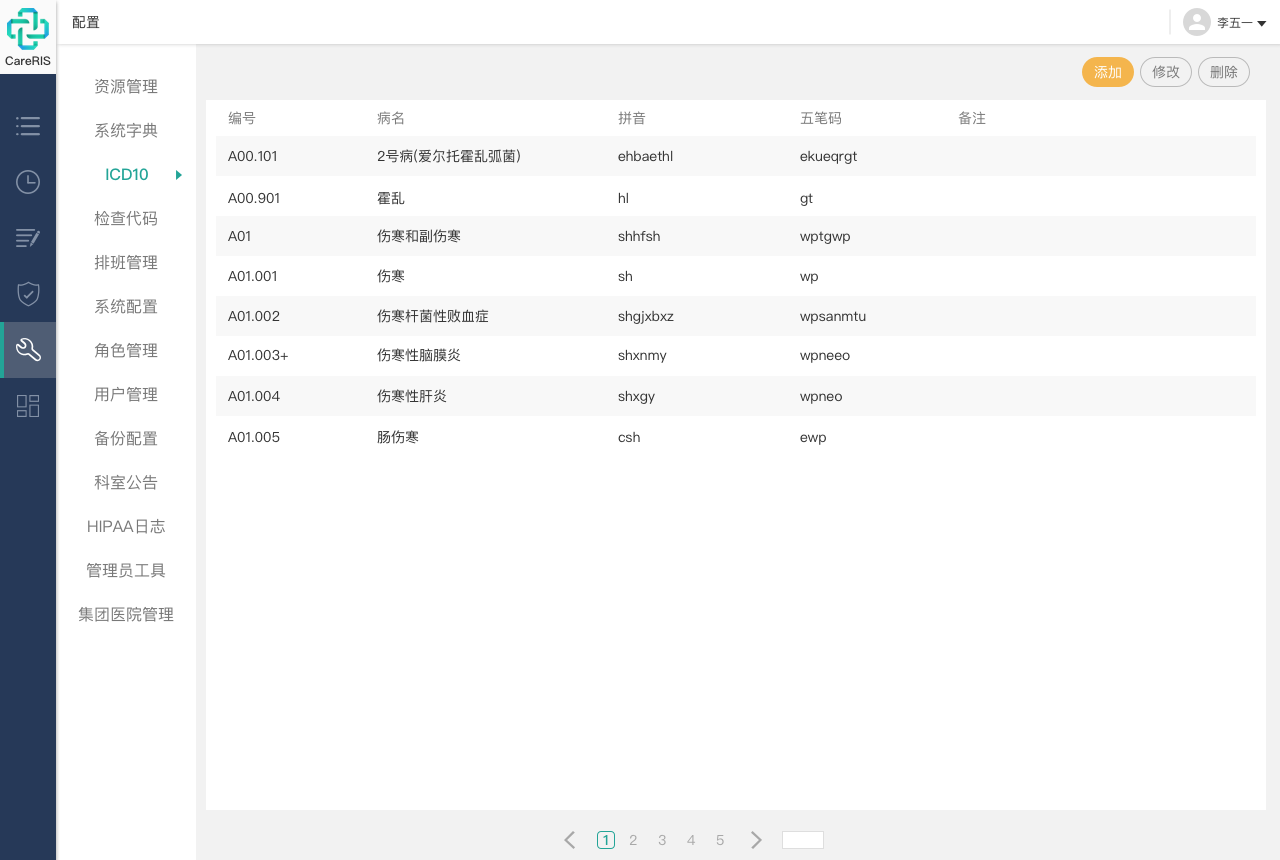 配置
李五一
CareRIS
资源管理
系统字典
ICD10
检查代码
排班管理
系统配置
角色管理
用户管理
备份配置
科室公告
HIPAA日志
管理员工具
集团医院管理
添加 修改 删除
编号 病名 拼音 五笔码 备注
A00.101 2号病(爱尔托霍乱弧菌) ehbaethl ekueqrgt
A00.901 霍乱 hl gt
A01 伤寒和副伤寒 shhfsh wptgwp
A01.001 伤寒 sh wp
A01.002 伤寒杆菌性败血症 shgjxbxz wpsanmtu
A01.003+ 伤寒性脑膜炎 shxnmy wpneeo
A01.004 伤寒性肝炎 shxgy wpneo
A01.005 肠伤寒 csh ewp
1 2 3 4 5